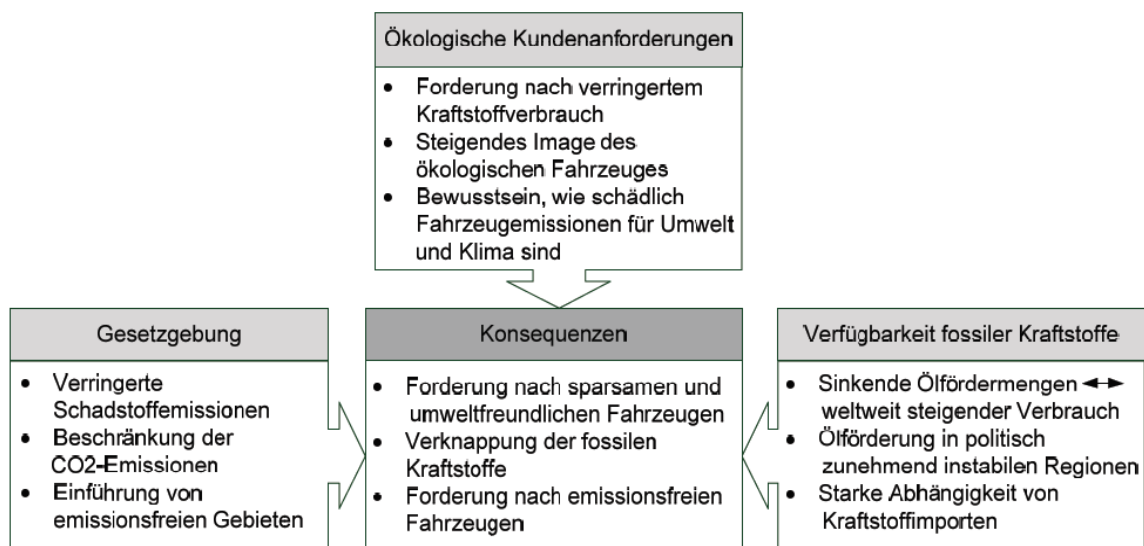 Ökologische Kundenanforderungen
• Forderung nach verringertem
Kraftstoffverbrauch
• Steigendes Image des
ökologischen Fahrzeuges
• Bewusstsein, wie schädlich
Fahrzeugemissionen für Umwelt
und Klima sind
Gesetzgebung
• Verringerte
Schadstoffemissionen
• Beschränkung der
CO2-Emissionen
• Einführung von
emissionsfreien Gebieten
Konsequenzen
• Forderung nach sparsamen und
umweltfreundlichen Fahrzeugen
• Verknappung der fossilen
Kraftstoffe
• Forderung nach emissionsfreien
Fahrzeugen
Verfügbarkeit fossiler Kraftstoffe
• Sinkende Ölfördermengen ↔
weltweit steigender Verbrauch
• Ölförderung in politisch
zunehmend instabilen Regionen
• Starke Abhängigkeit von
Kraftstoffimporten